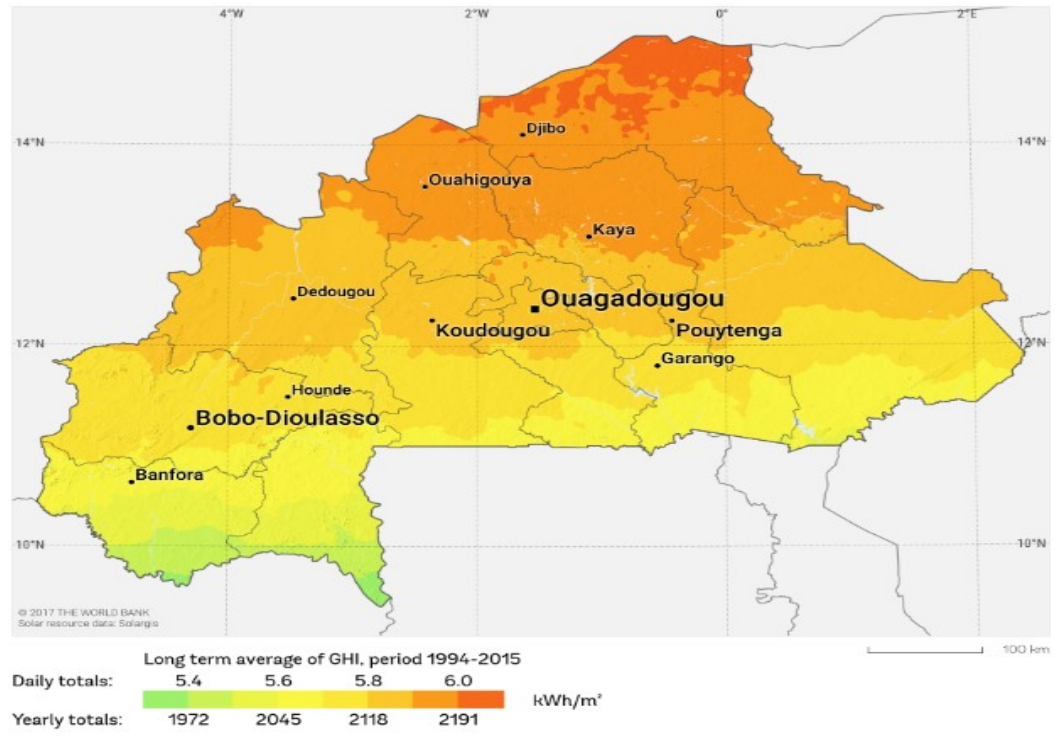 4°W 2°W 0° 2°E
14°N 14°N
Djibo
Ouahigouya
Kaya
Dedougou
Ouagadougou
Koudougou
Pouytenga
12°N 12°N
Garango
Hounde
Bobo-Dioulasso
Banfora
10°N 10°N
© 2017 THE WORLD BANK
Solar resource data: Solargis
100 km
Long term average of GHI, period 1994-2015
Daily totals: 5.4 5.6 5.8 6.0
kWh/m²
Yearly totals: 1972 2045 2118 2191